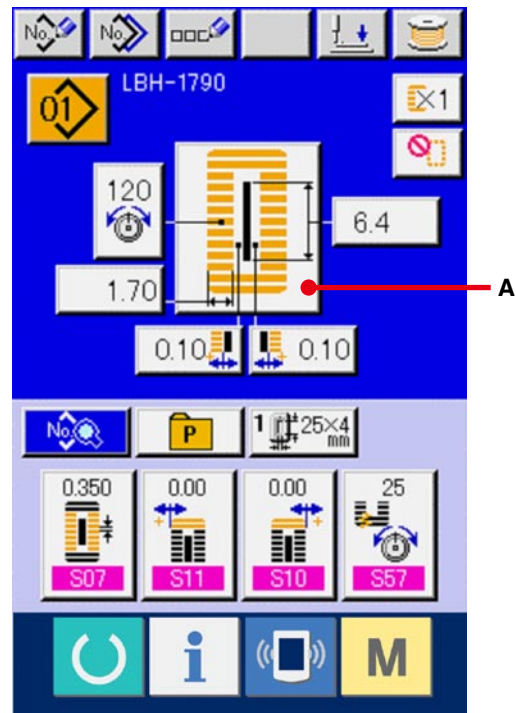 No. No.
01
LBH-1790
×1
120
6.4
1.70
A
0.10 0.10
No. P 1 25×4
mm
0.350 0.00 0.00 25
S07 S11 S10 S57
i M